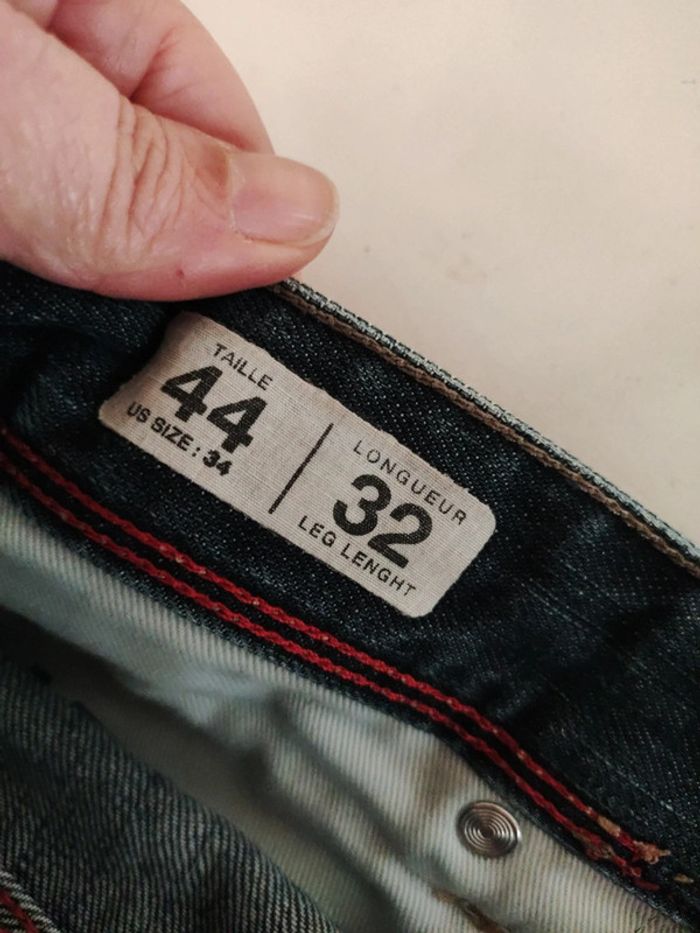 TAILLE
44
US SIZE : 34
LONGUEUR
32
LEG LENGHT